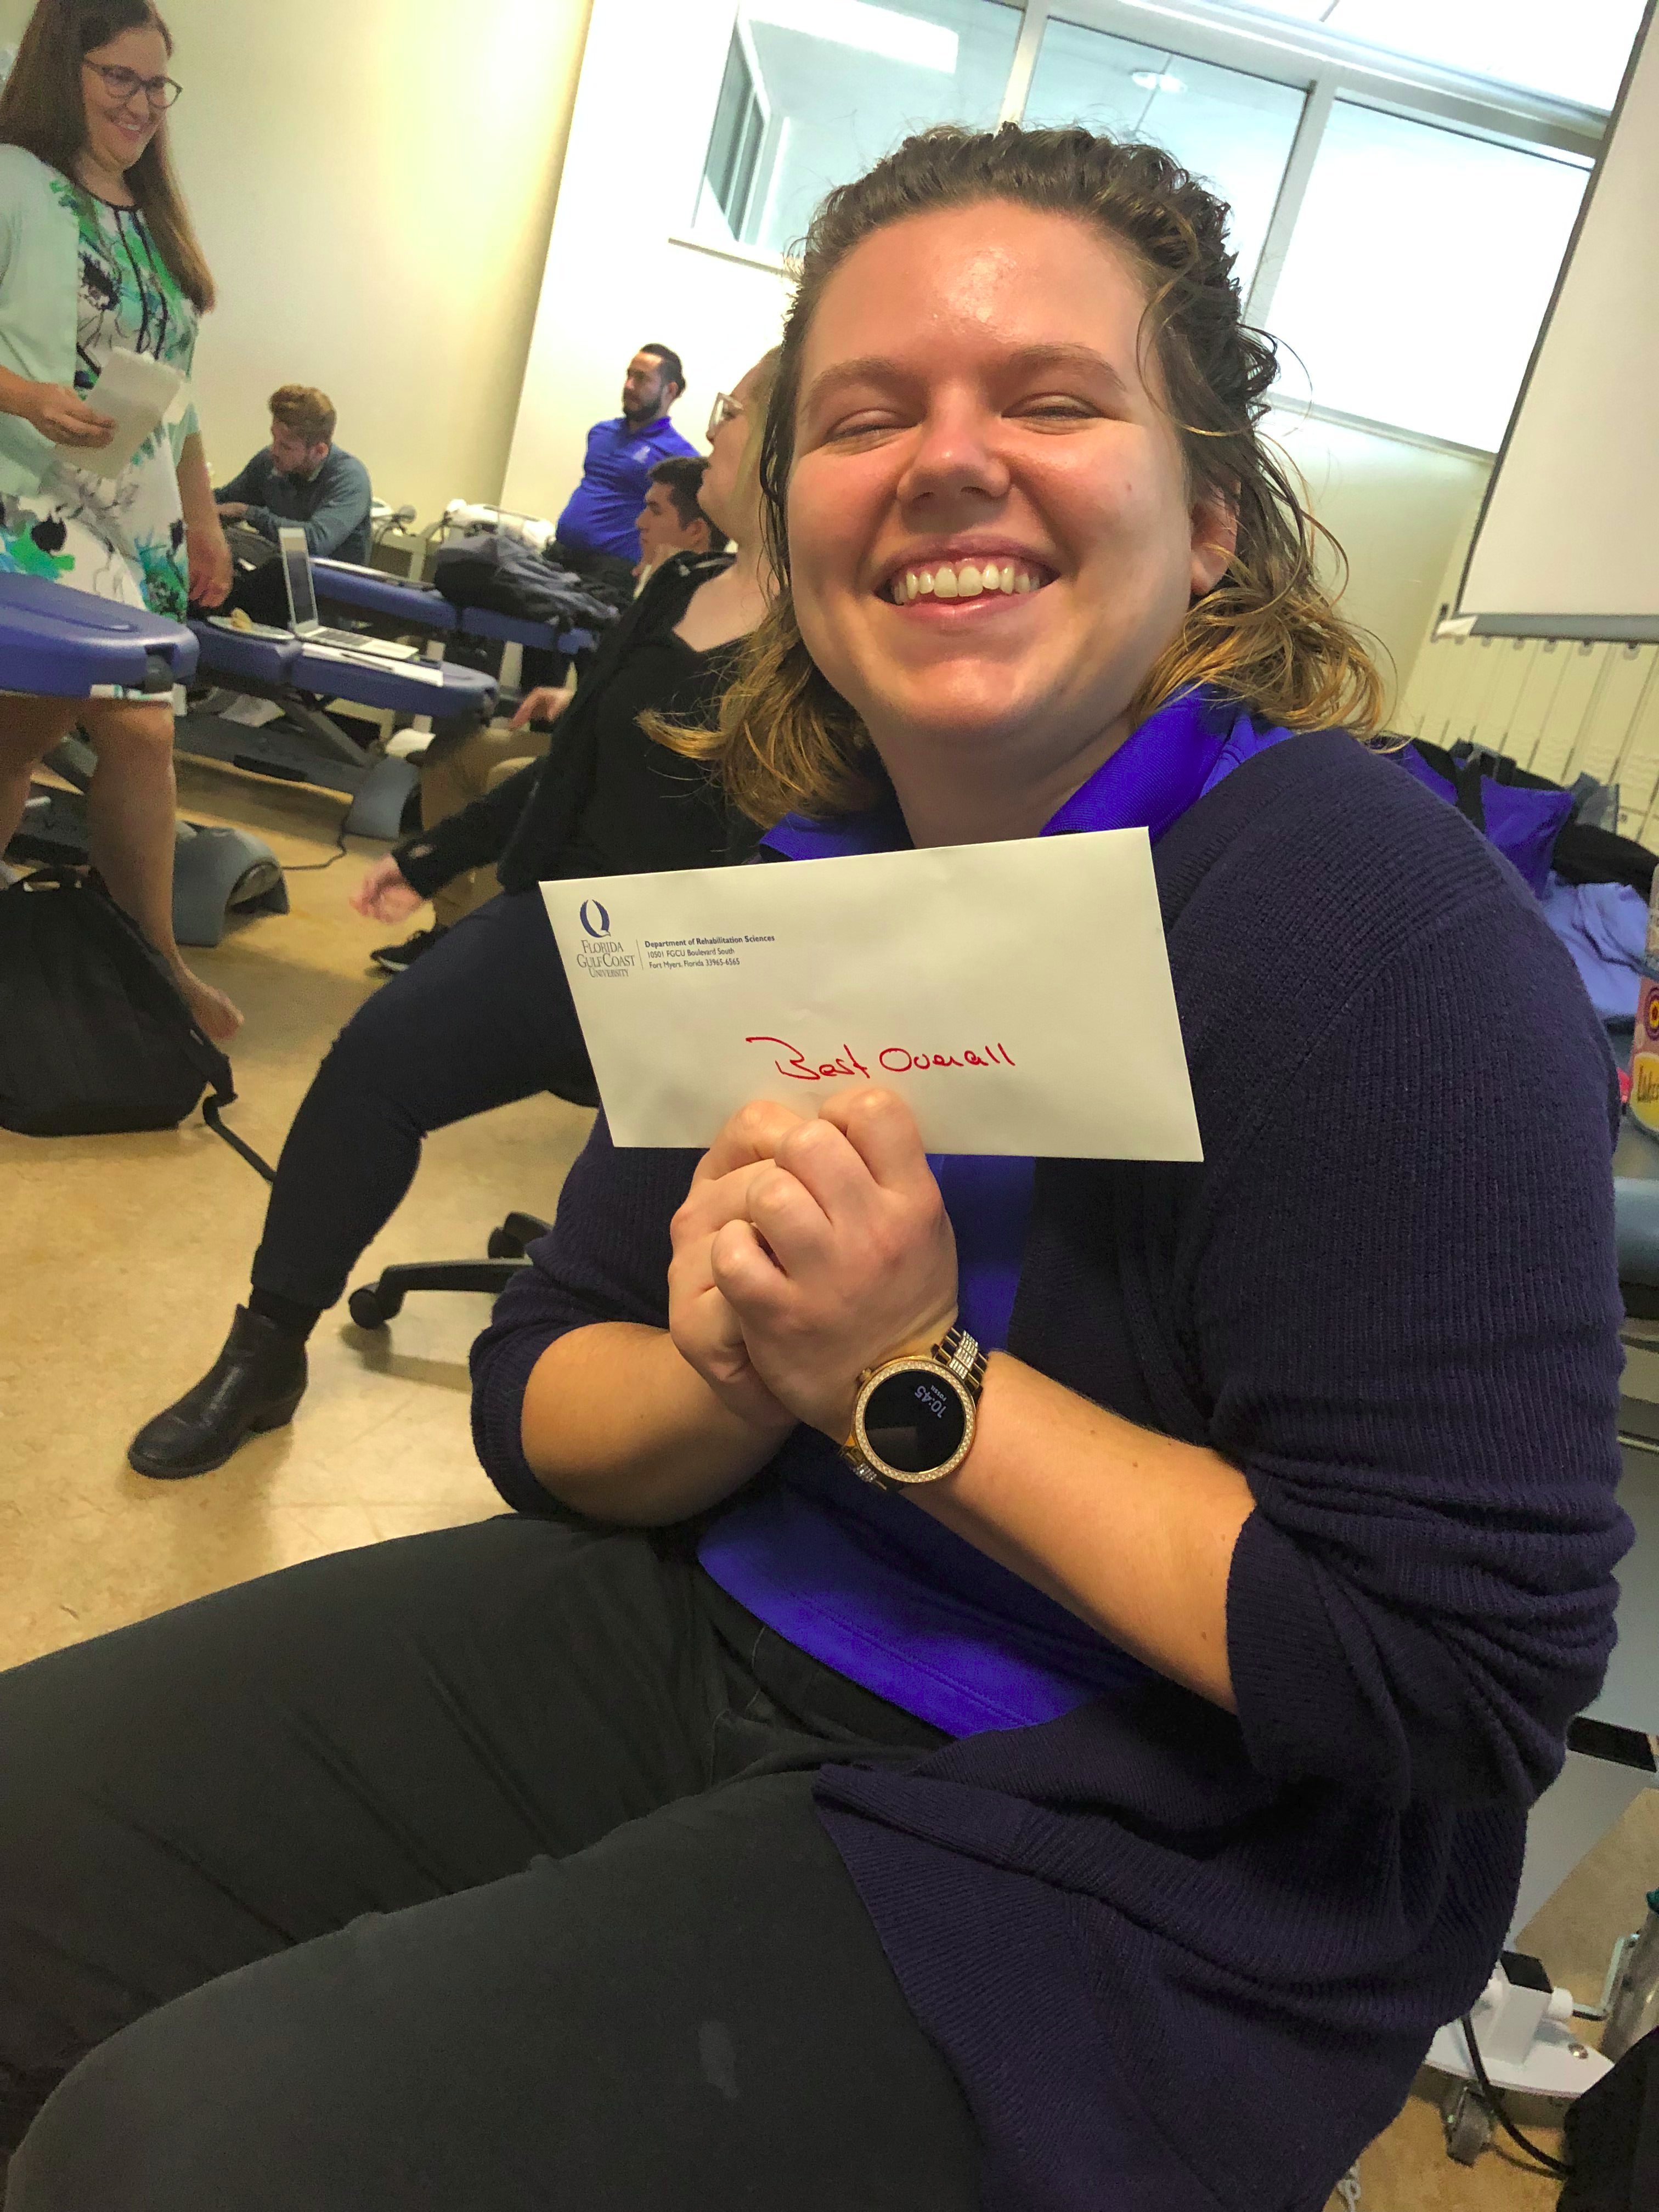 FLORIDA
GULF COAST
UNIVERSITY
Department of Rehabilitation Sciences
10501 FGCU Boulevard South
Fort Myers, Florida 33965-6565
Best Overall
10:45
FOSSIL